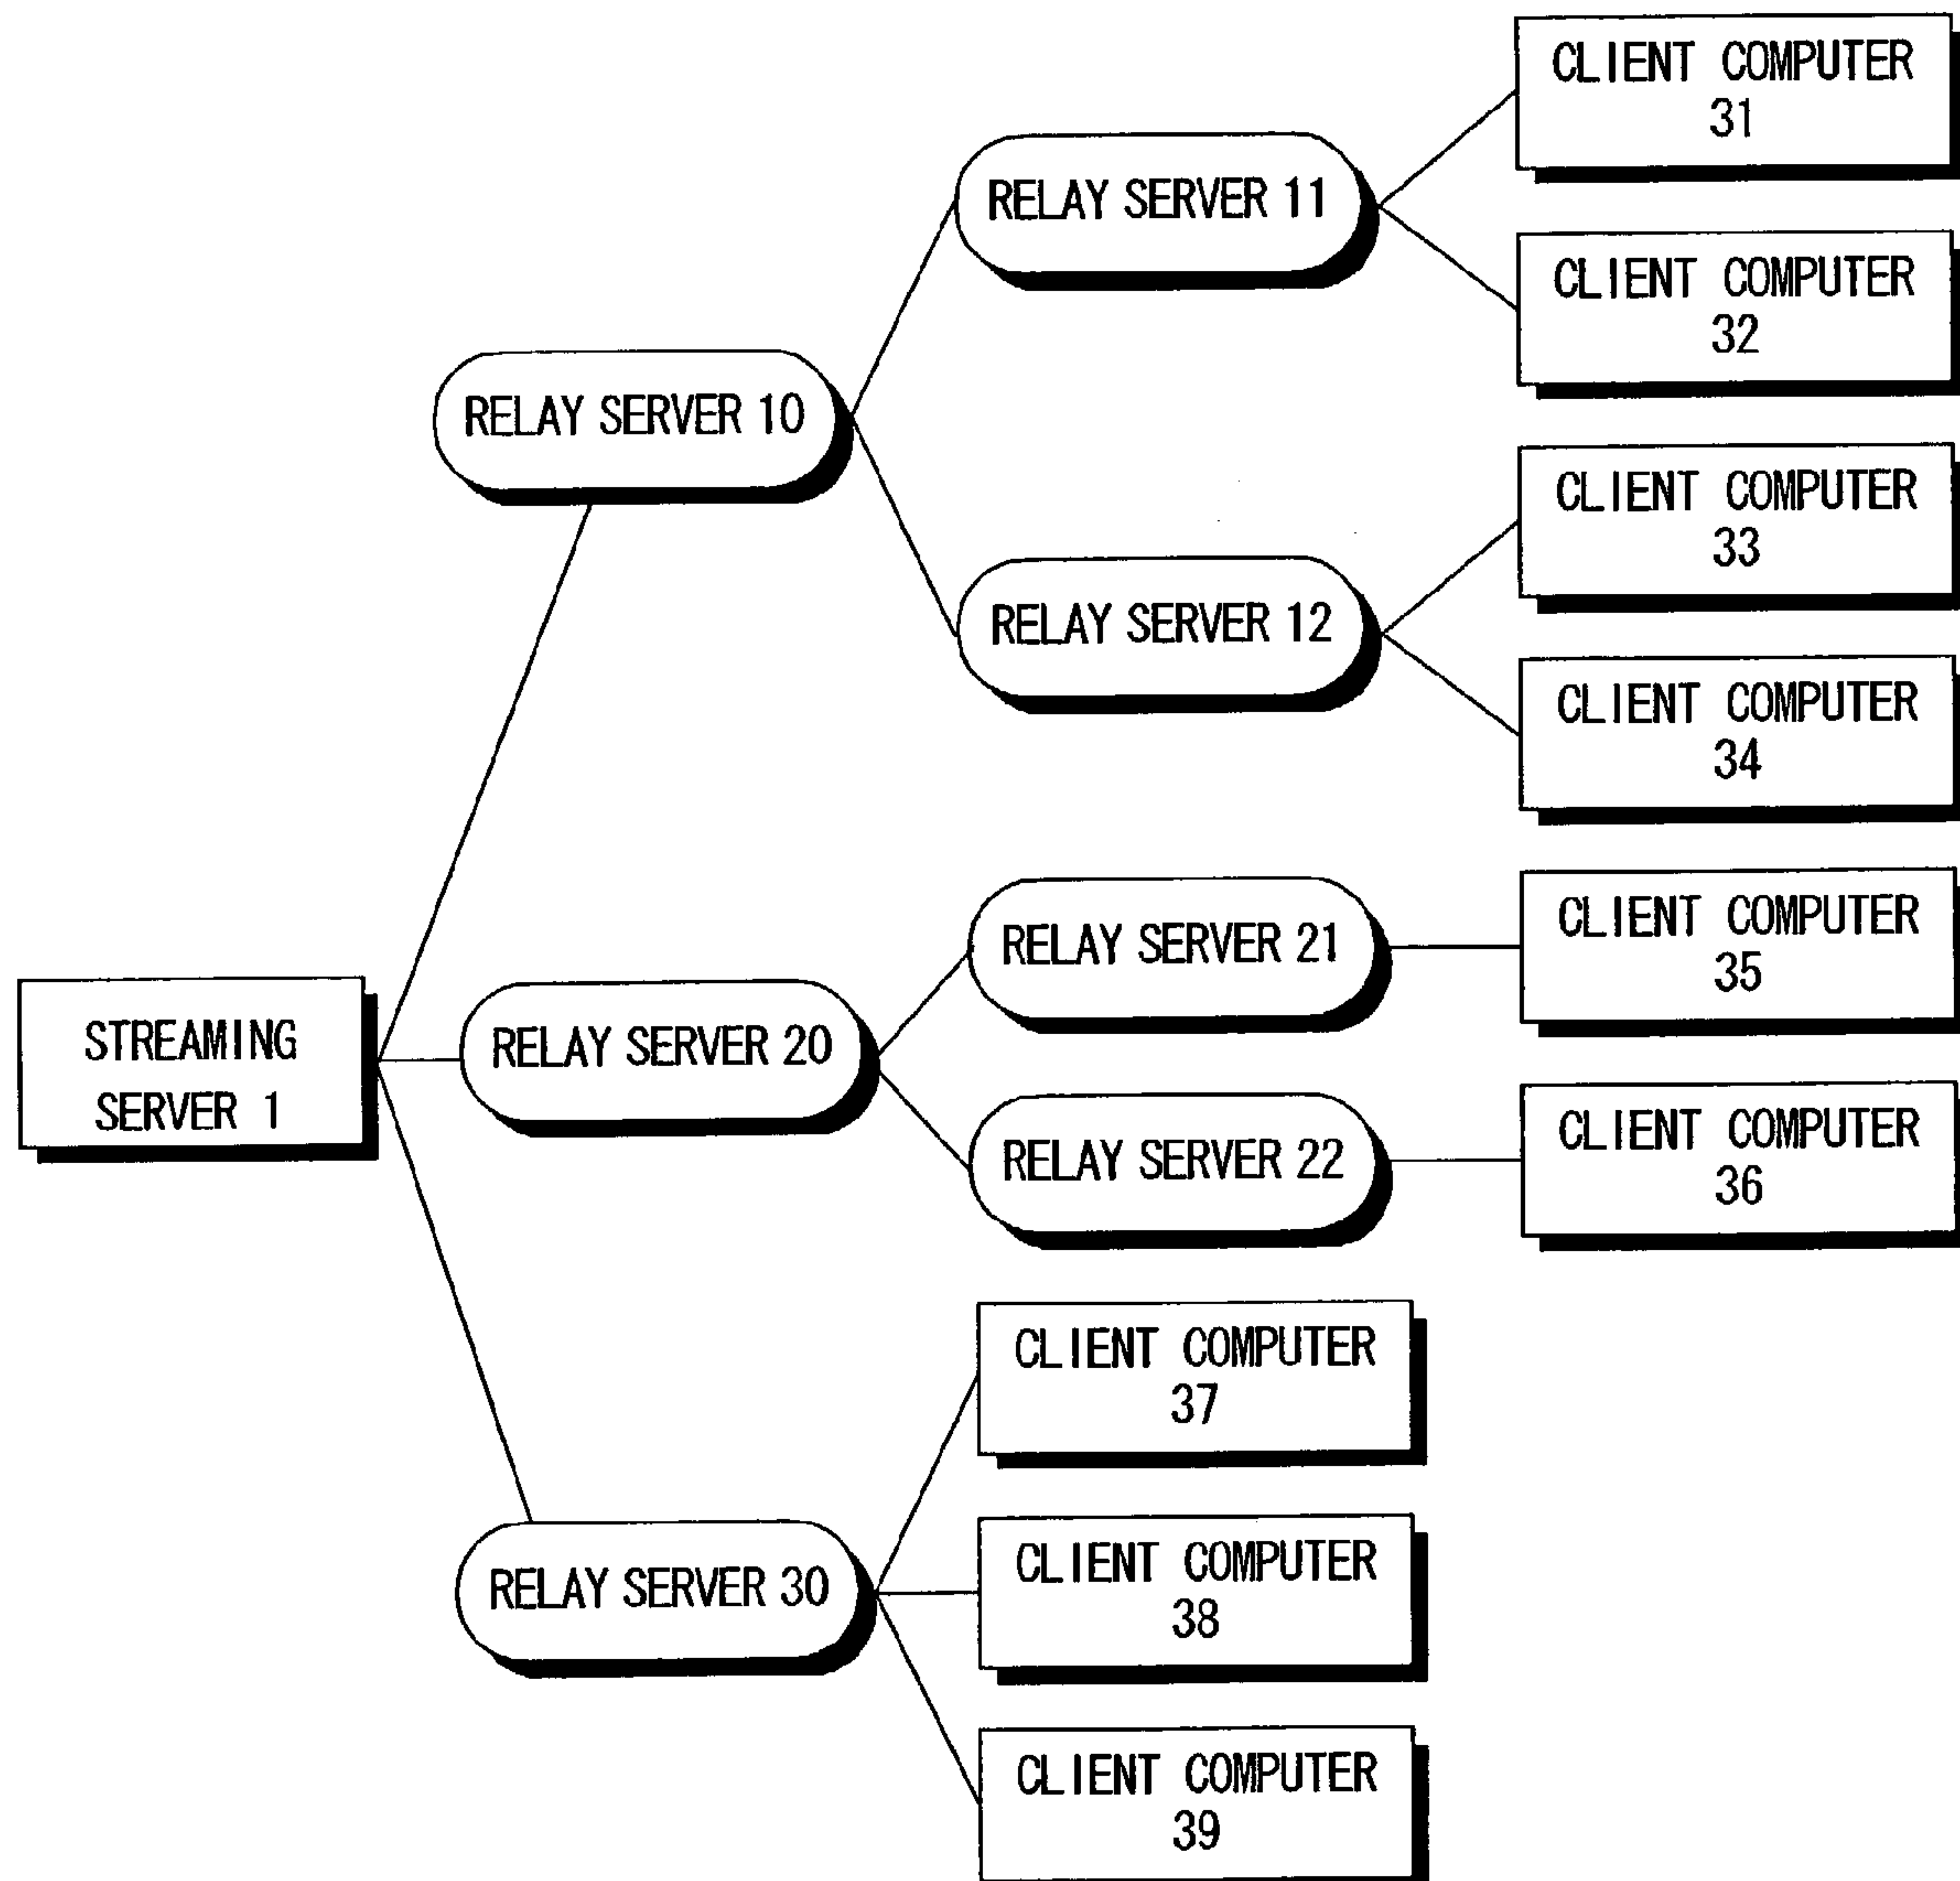 CLIENT COMPUTER
31
RELAY SERVER 11
CLIENT COMPUTER
32
RELAY SERVER 10
CLIENT COMPUTER
33
RELAY SERVER 12
CLIENT COMPUTER
34
RELAY SERVER 21
CLIENT COMPUTER
35
STREAMING
SERVER 1
RELAY SERVER 20
RELAY SERVER 22
CLIENT COMPUTER
36
CLIENT COMPUTER
37
RELAY SERVER 30
CLIENT COMPUTER
38
CLIENT COMPUTER
39